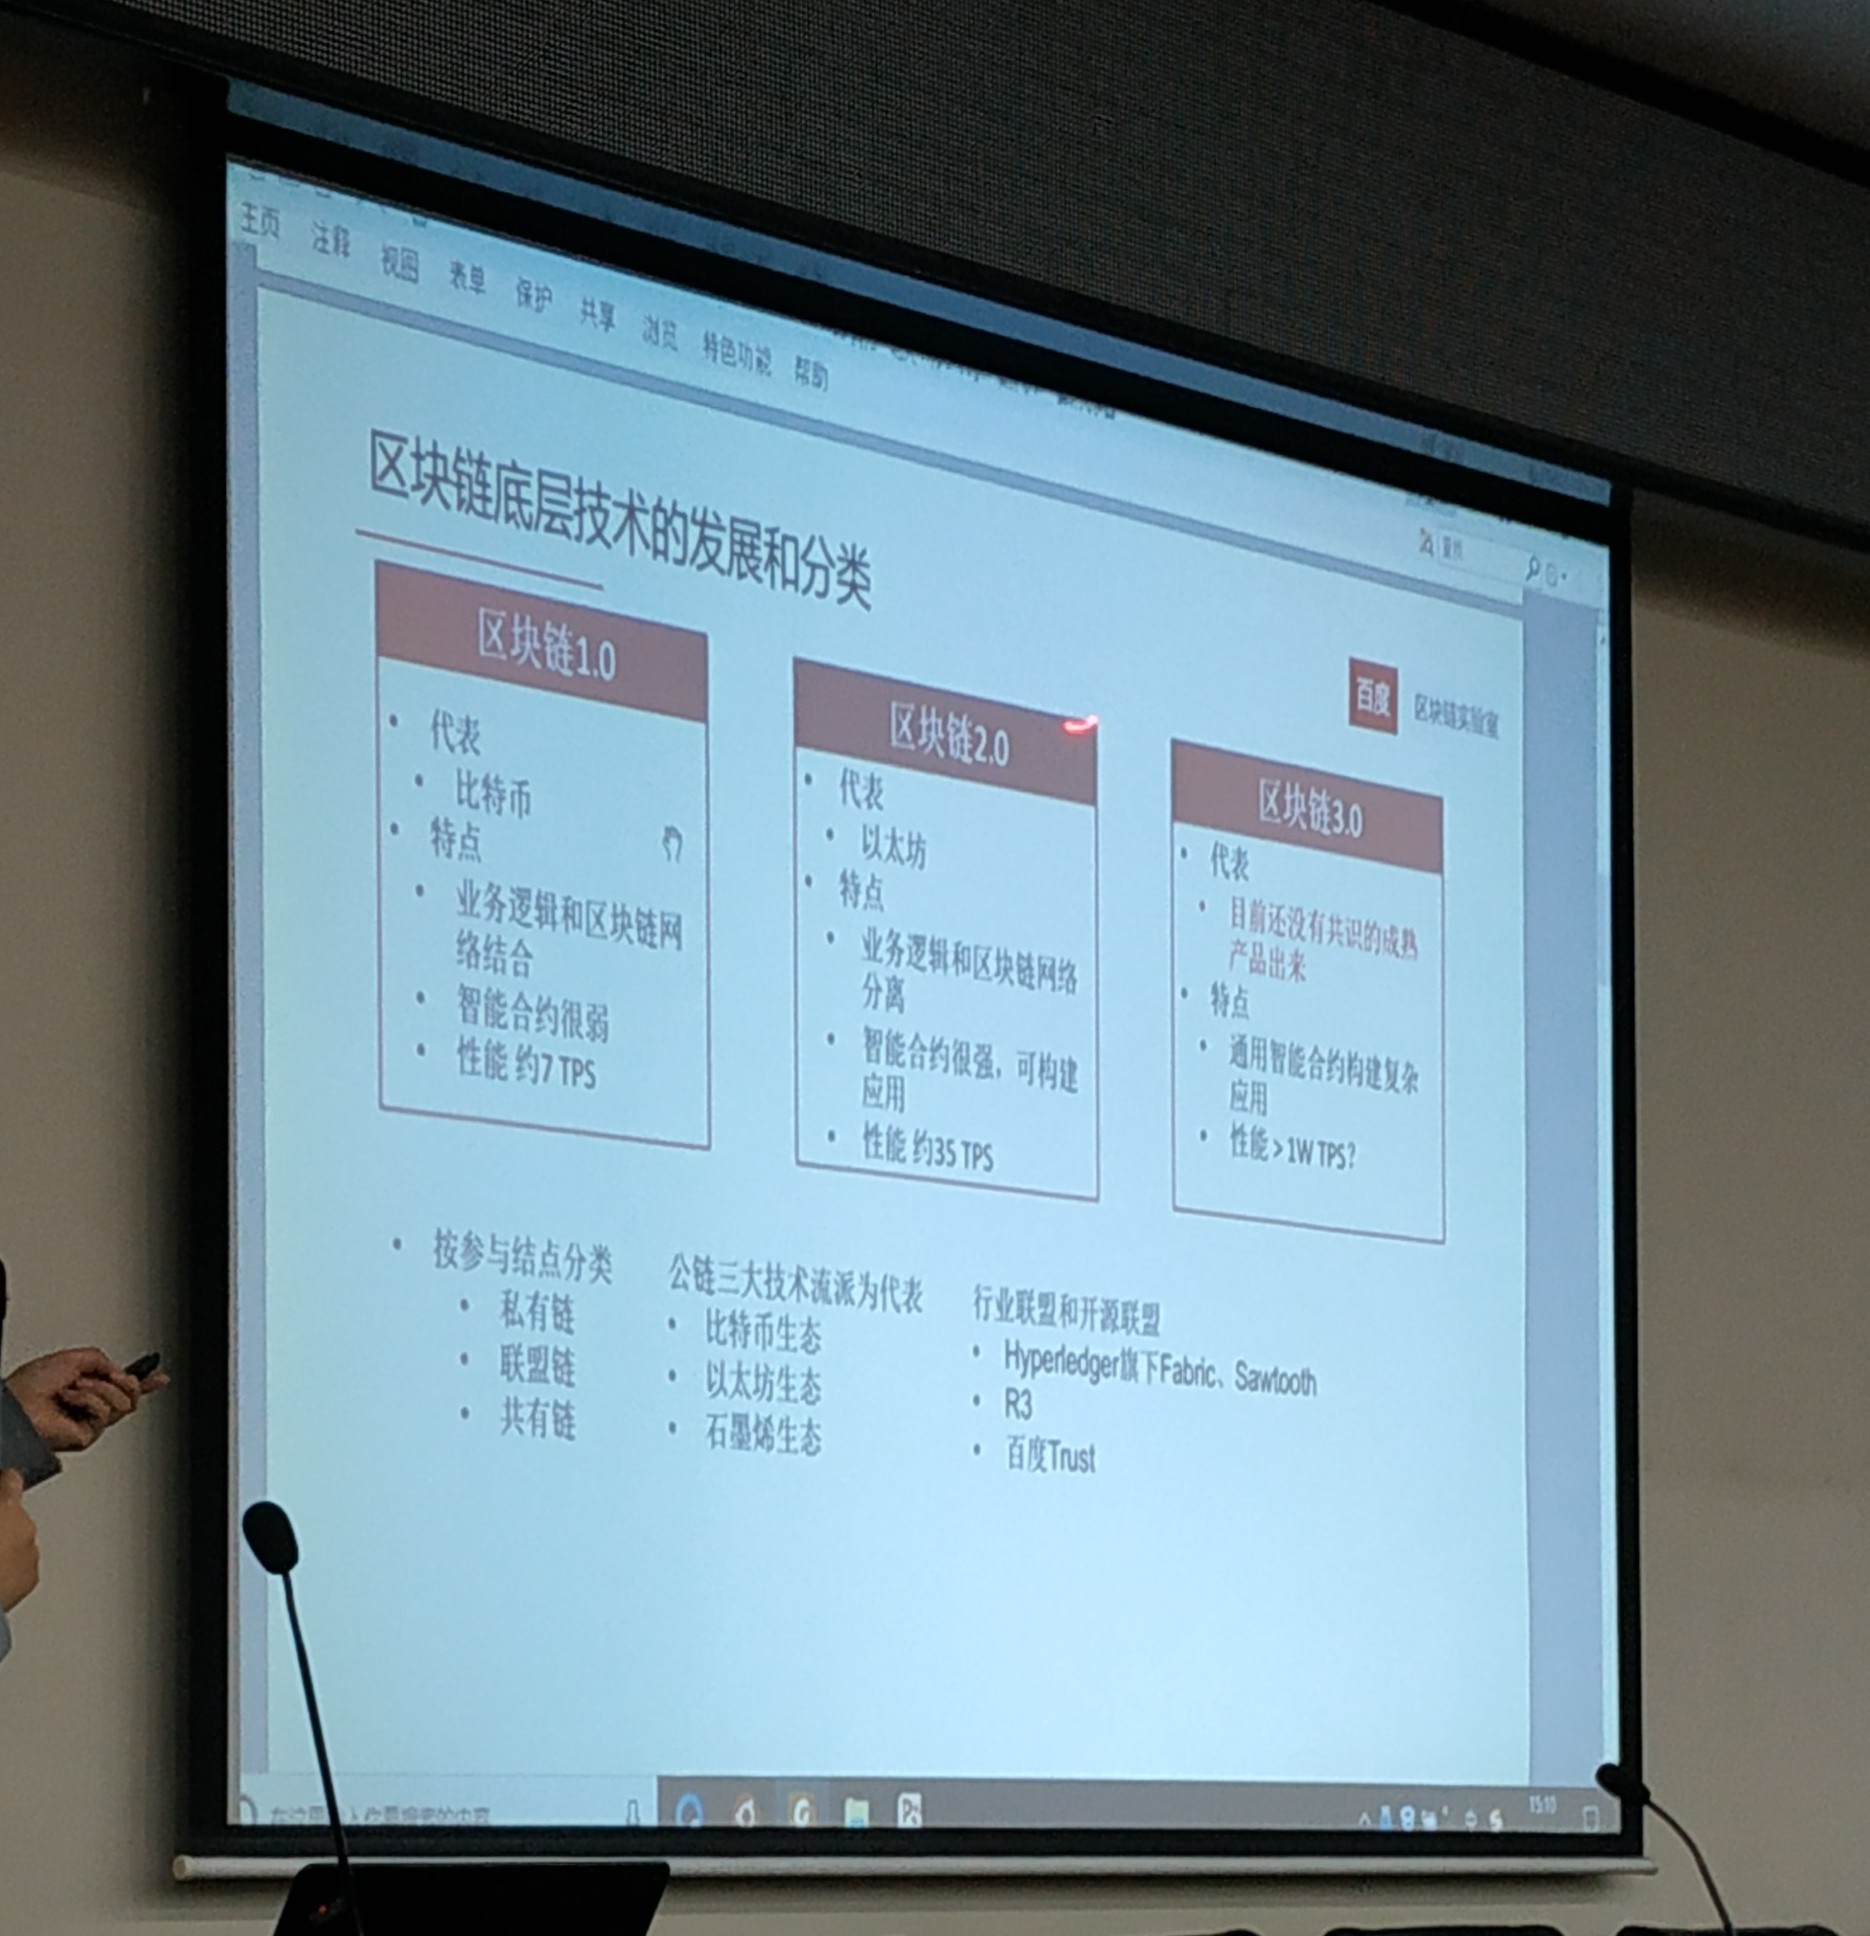 主页 注释 视图 表单 保护 共享 浏览 特色功能 帮助
查找
区块链底层技术的发展和分类
百度 区块链实验室
区块链1.0
• 代表
• 比特币
• 特点
• 业务逻辑和区块链网
络结合
• 智能合约很弱
• 性能 约7 TPS
区块链2.0
• 代表
• 以太坊
• 特点
• 业务逻辑和区块链网络
分离
• 智能合约很强，可构建
应用
• 性能 约35 TPS
区块链3.0
• 代表
• 目前还没有共识的成熟
产品出来
• 特点
• 通用智能合约构建复杂
应用
• 性能 > 1W TPS?
• 按参与结点分类
• 私有链
• 联盟链
• 共有链
公链三大技术流派为代表
• 比特币生态
• 以太坊生态
• 石墨烯生态
行业联盟和开源联盟
• Hyperledger旗下Fabric、Sawtooth
• R3
• 百度Trust
15:10